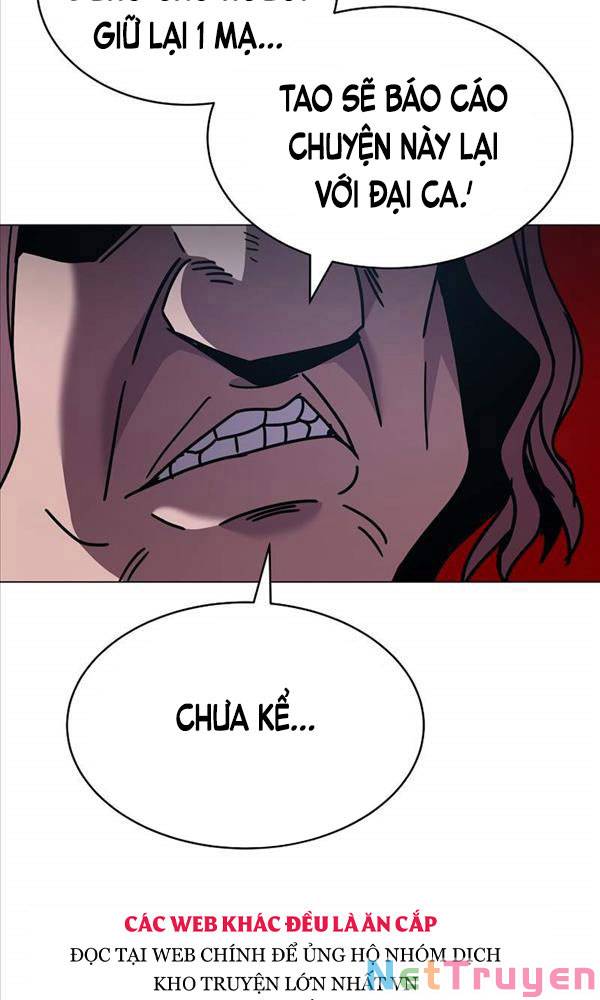 GIỮ LẠI 1 MẠ...
TAO SẼ BÁO CÁO
CHUYỆN NÀY LẠI
VỚI ĐẠI CA.'
CHƯA KỂ...
CÁC WEB KHÁC ĐỀU LÀ ĂN CẮP
ĐỌC TẠI WEB CHÍNH ĐỂ ỦNG HỘ NHÓM DỊCH
KHO TRUYỆN LỚN NHẤT VN
NetTruyen